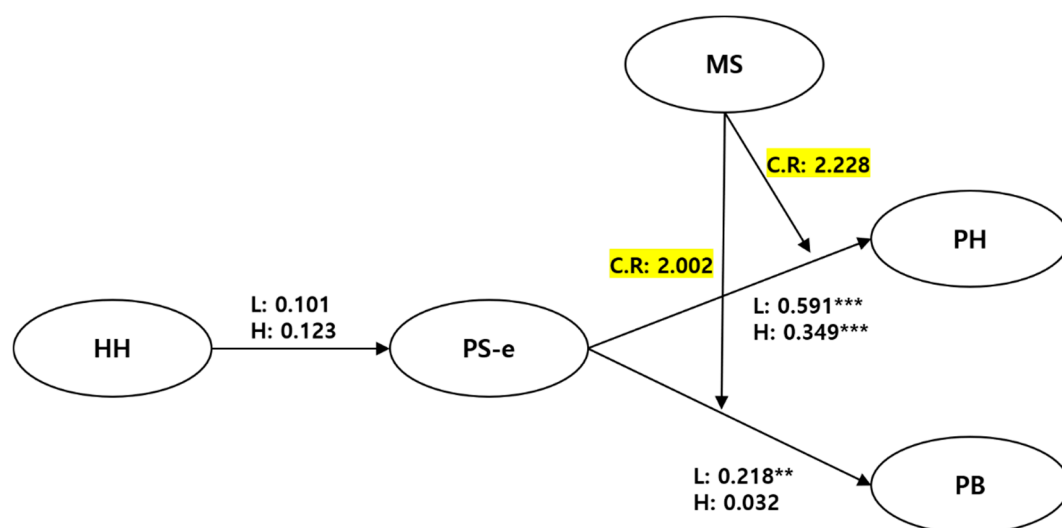 MS
C.R: 2.228
PH
C.R: 2.002
L: 0.591***
H: 0.349***
L: 0.101
H: 0.123
HH
PS-e
L: 0.218**
H: 0.032
PB